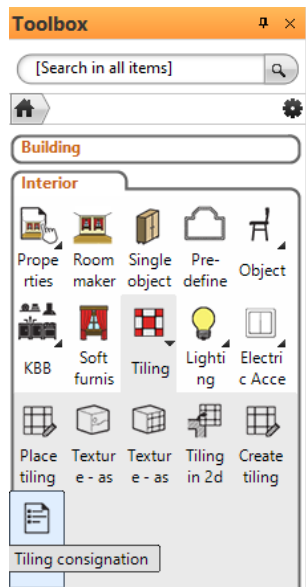 Toolbox
[Search in all items]
Building
Interior
Prope Room Single Pre- Object
rties maker object define
KBB Soft Tiling Lighti Electri
furnis ng c Acce
Place Textur Textur Tiling Create
tiling e - as e - as in 2d tiling
Tiling consignation